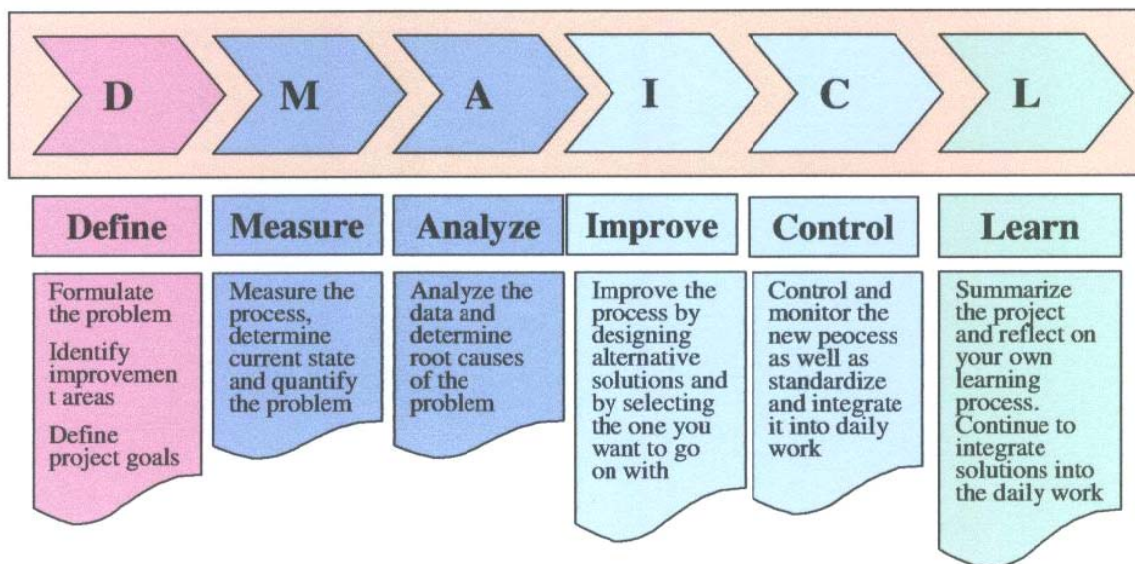 D M A I C L
Define Measure Analyze Improve Control Learn
Formulate
the problem
Identify
improvemen
t areas
Define
project goals
Measure the
process,
determine
current state
and quantify
the problem
Analyze the
data and
determine
root causes
of the
problem
Improve the
process by
designing
alternative
solutions and
by selecting
the one you
want to go
on with
Control and
monitor the
new peocess
as well as
standardize
and integrate
it into daily
work
Summarize
the project
and reflect on
your own
learning
process.
Continue to
integrate
solutions into
the daily work